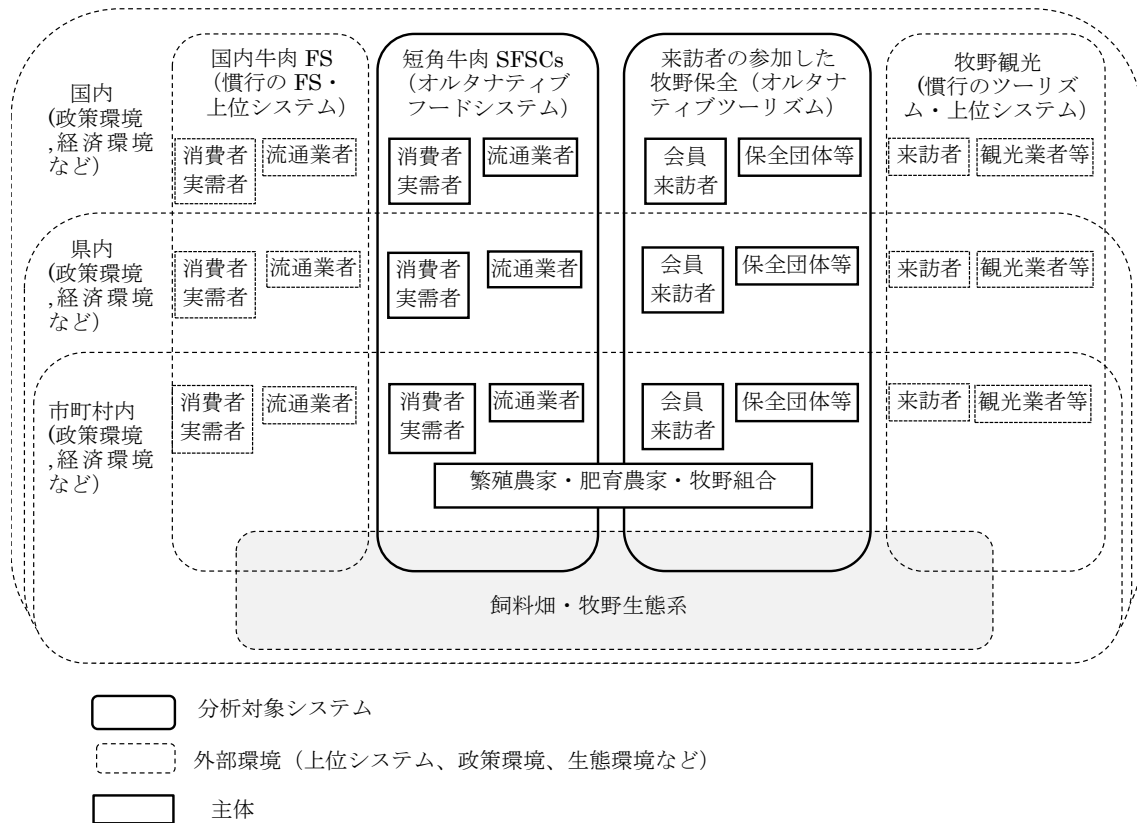 国内牛肉 FS
（慣行の FS・
上位システム）
短角牛肉 SFSCs
（オルタナティブ
フードシステム）
来訪者の参加した
牧野保全（オルタナ
ティブツーリズム）
牧野観光
(慣行のツーリズ
ム・上位システム）
国内
(政策環境
,経済環境
など）
消費者
実需者
流通業者
消費者
実需者
流通業者
会員
来訪者
保全団体等
来訪者
観光業者等
県内
(政策環境
,経済環境
など）
消費者
実需者
流通業者
消費者
実需者
流通業者
会員
来訪者
保全団体等
来訪者
観光業者等
市町村内
(政策環境
,経済環境
など）
消費者
実需者
流通業者
消費者
実需者
流通業者
会員
来訪者
保全団体等
来訪者
観光業者等
繁殖農家・肥育農家・牧野組合
飼料畑・牧野生態系
分析対象システム
外部環境（上位システム、政策環境、生態環境など）
主体